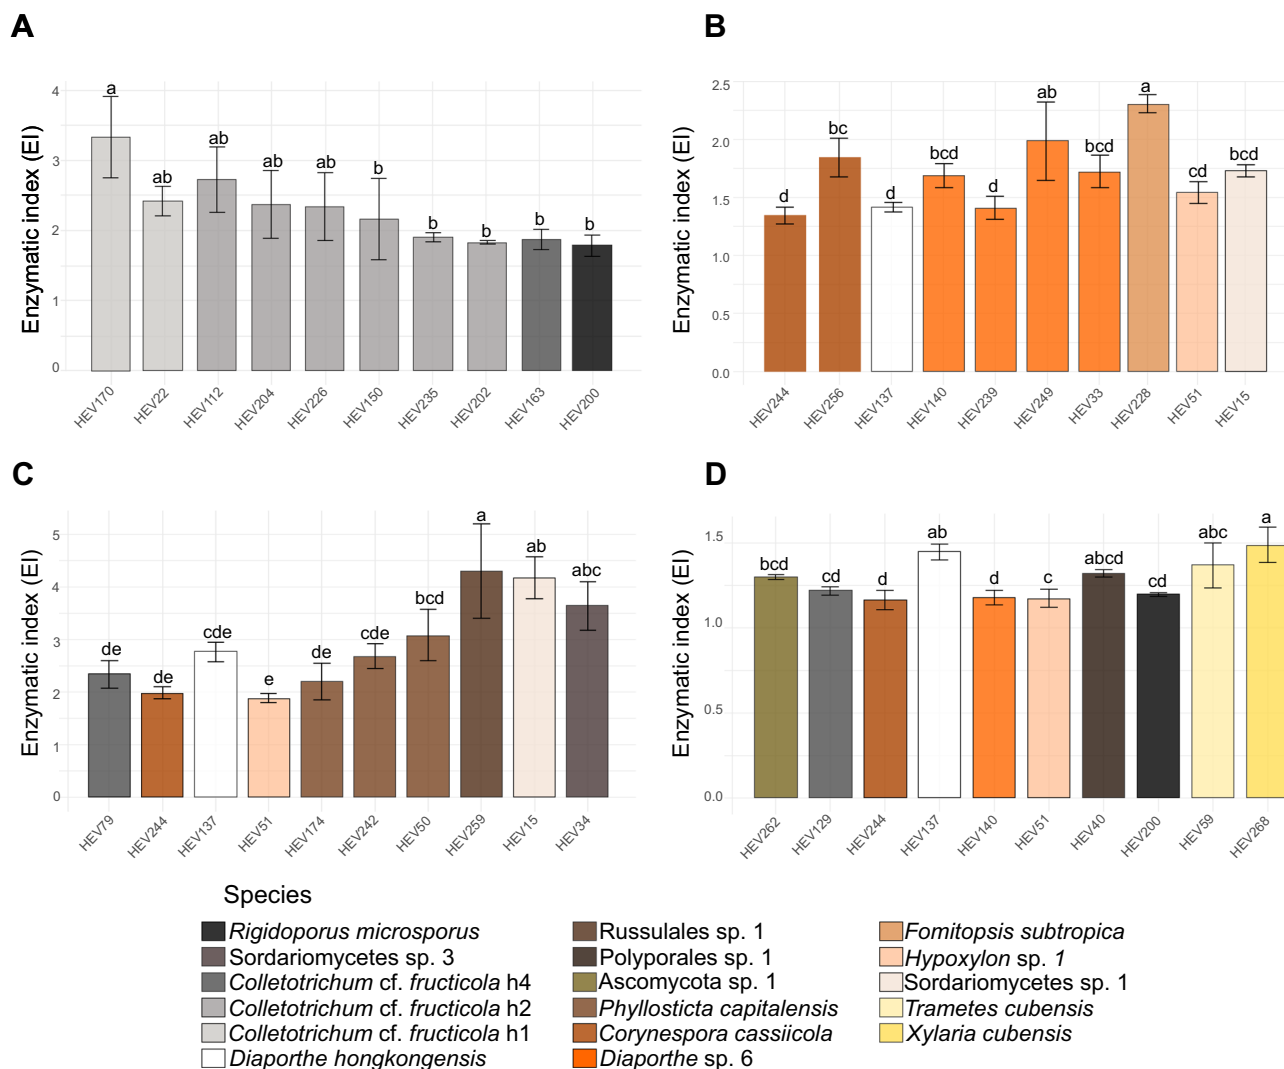 A
Enzymatic index (EI)
4
3
2
1
0
a
ab
ab
ab
ab
b
b
b
b
b
HEV170
HEV22
HEV112
HEV204
HEV226
HEV150
HEV235
HEV202
HEV163
HEV200
B
Enzymatic index (EI)
2.5
2.0
1.5
1.0
0.5
0.0
d
bc
d
bcd
d
ab
bcd
a
cd
bcd
HEV244
HEV256
HEV137
HEV140
HEV239
HEV249
HEV33
HEV228
HEV51
HEV15
C
Enzymatic index (EI)
5
4
3
2
1
0
de
de
cde
e
de
cde
bcd
a
ab
abc
HEV79
HEV244
HEV137
HEV51
HEV174
HEV242
HEV50
HEV259
HEV15
HEV34
D
Enzymatic index (EI)
1.5
1.0
0.5
0.0
bcd
cd
d
ab
d
c
abcd
cd
abc
a
HEV262
HEV129
HEV244
HEV137
HEV140
HEV51
HEV40
HEV200
HEV59
HEV268
Species
Rigidoporus microsporus
Sordariomycetes sp. 3
Colletotrichum cf. fructicola h4
Colletotrichum cf. fructicola h2
Colletotrichum cf. fructicola h1
Diaporthe hongkongensis
Russulales sp. 1
Polyporales sp. 1
Ascomycota sp. 1
Phyllosticta capitalensis
Corynespora cassiicola
Diaporthe sp. 6
Fomitopsis subtropica
Hypoxylon sp. 1
Sordariomycetes sp. 1
Trametes cubensis
Xylaria cubensis